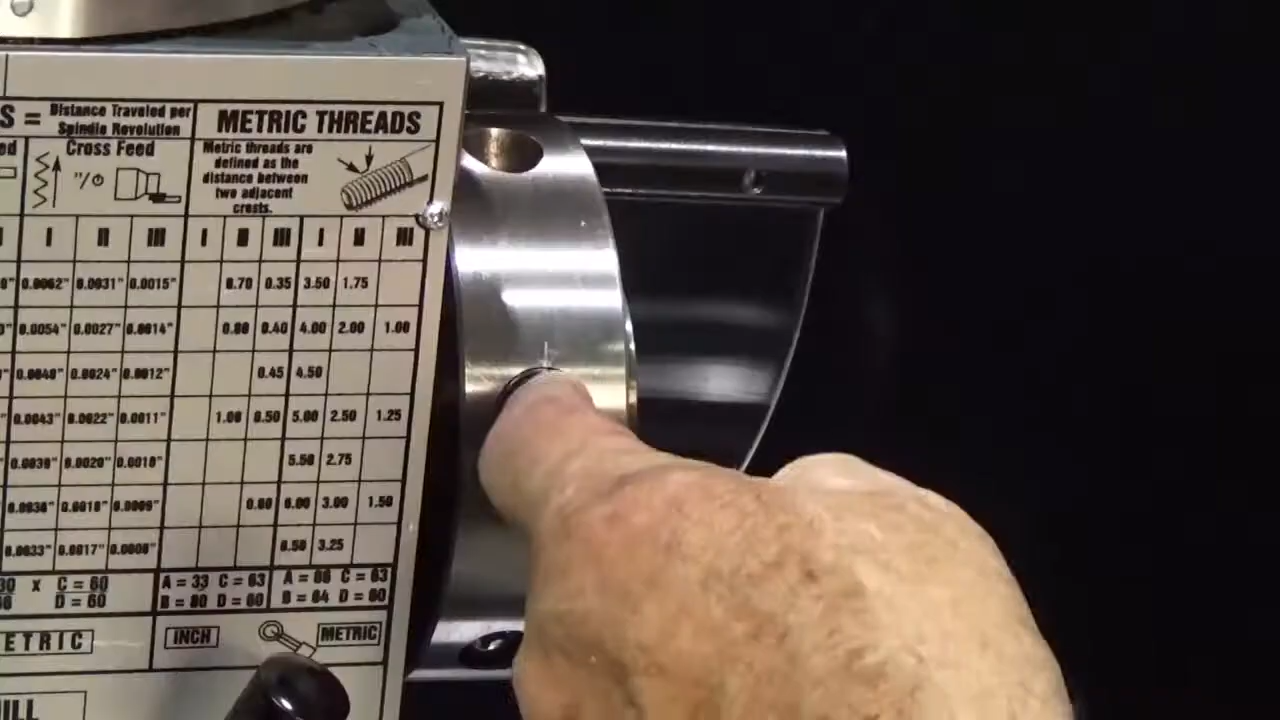 S = Distance Traveled per
Spindle Revolution
METRIC THREADS
ed
Cross Feed
"/
Metric threads are
defined as the
distance between
two adjacent
crests.
I II III I II III I II III
0.0062" 0.0031" 0.0015" 0.70 0.35 3.50 1.75
0.0054" 0.0027" 0.0014" 0.80 0.40 4.00 2.00 1.00
0.0048" 0.0024" 0.0012" 0.45 4.50
0.0043" 0.0022" 0.0011" 1.00 0.50 5.00 2.50 1.25
0.0039" 0.0020" 0.0010" 5.50 2.75
0.0036" 0.0018" 0.0009" 0.60 6.00 3.00 1.50
0.0033" 0.0017" 0.0008" 6.50 3.25
30 x C = 60 A = 33 C = 63 A = 66 C = 63
D = 60 B = 80 D = 60 B = 64 D = 60
ETRIC INCH METRIC
ILL